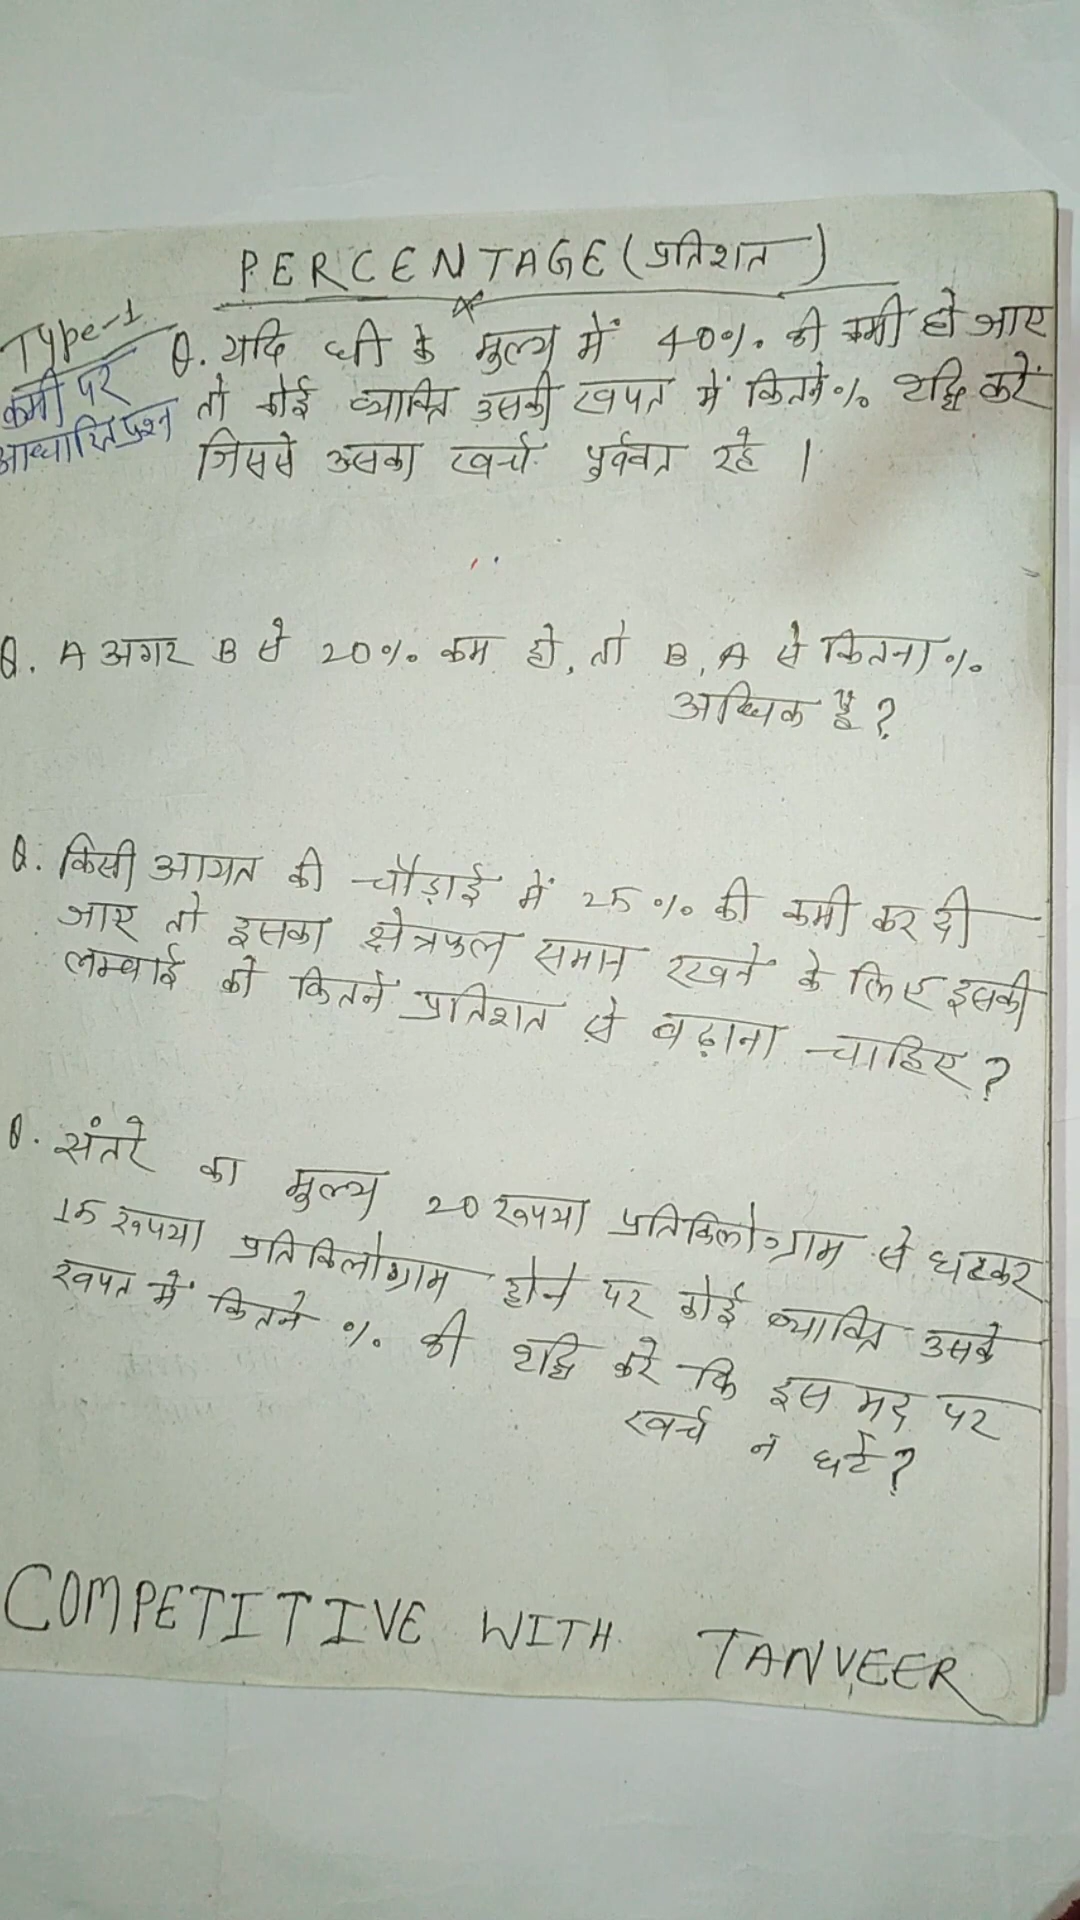 PERCENTAGE (प्रतिशत)
Type-1
कमी पर
आधारित प्रश्न
Q. यदि घी के मुल्य में 40% की कमी हो जाए
तो कोई व्यक्ति उसकी खपत में कितने % वृद्धि करें
जिससे उसका खर्च पूर्ववत रहे ।
Q. A अगर B से 20% कम हो, तो B, A से कितना %
अधिक है ?
Q. किसी आयत की चौड़ाई में 25% की कमी कर दी
जाए तो इसका क्षेत्रफल समान रखने के लिए इसकी
लम्बाई को कितने प्रतिशत से बढ़ाना चाहिए ?
Q. संतरे का मुल्य 20 रूपया प्रतिकिलोग्राम से घटकर
15 रूपया प्रतिकिलोग्राम होने पर कोई व्यक्ति उसके
खपत में कितने % की वृद्धि करे कि इस मद पर
खर्च न घटे ?
COMPETITIVE WITH TANVEER